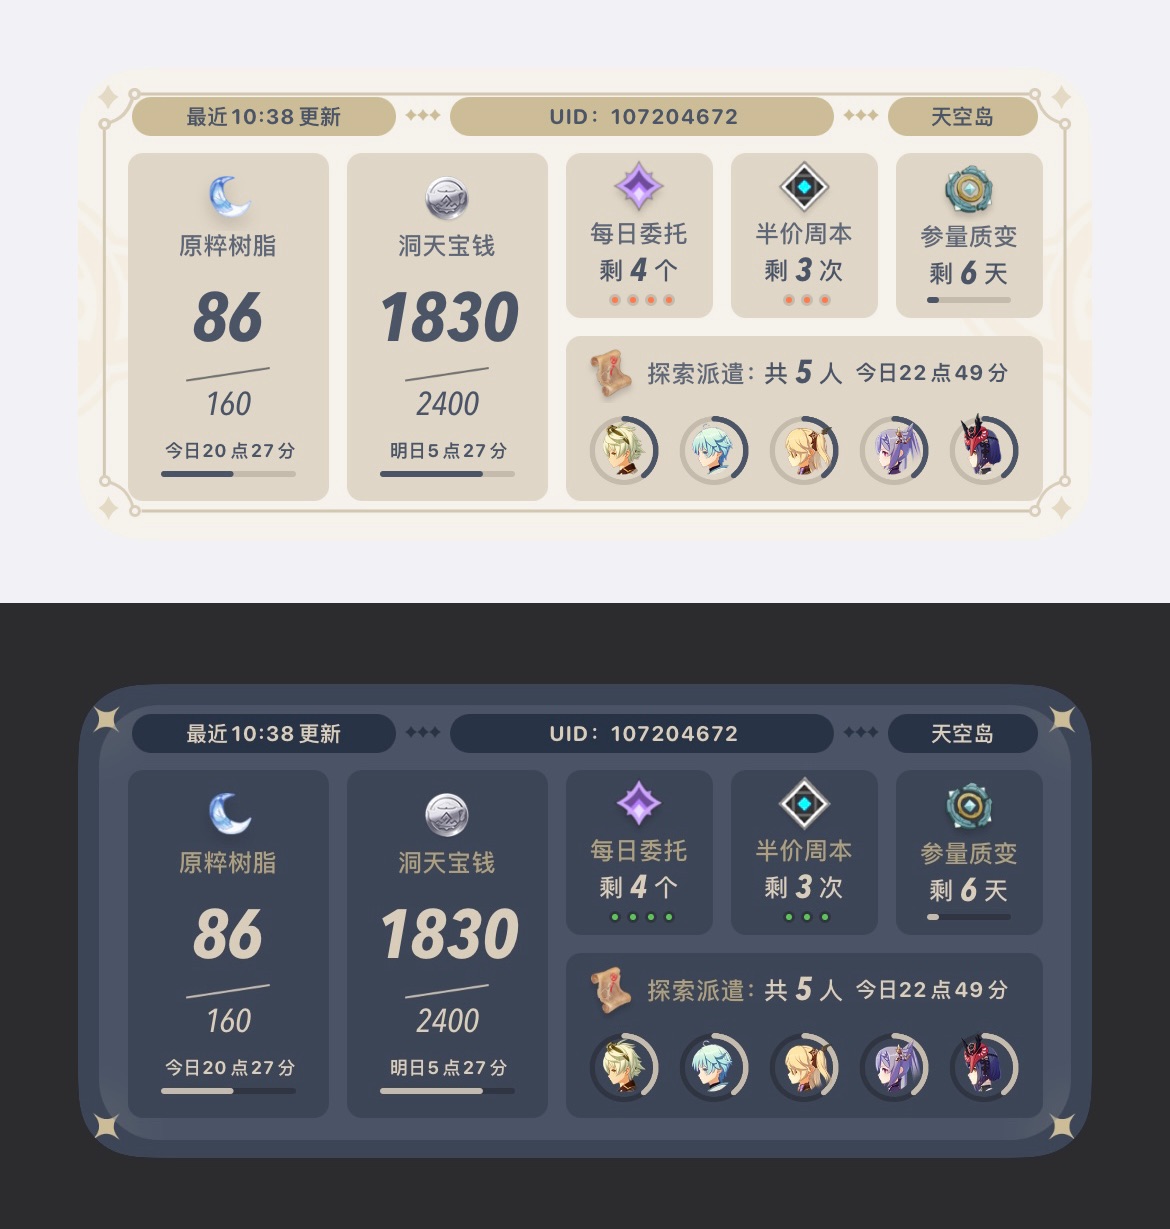 最近10:38更新
UID：107204672
天空岛
原粹树脂
86
160
今日20点27分
洞天宝钱
1830
2400
明日5点27分
每日委托
剩 4 个
半价周本
剩 3 次
参量质变
剩 6 天
探索派遣：共 5 人 今日22点49分
最近10:38更新
UID：107204672
天空岛
原粹树脂
86
160
今日20点27分
洞天宝钱
1830
2400
明日5点27分
每日委托
剩 4 个
半价周本
剩 3 次
参量质变
剩 6 天
探索派遣：共 5 人 今日22点49分